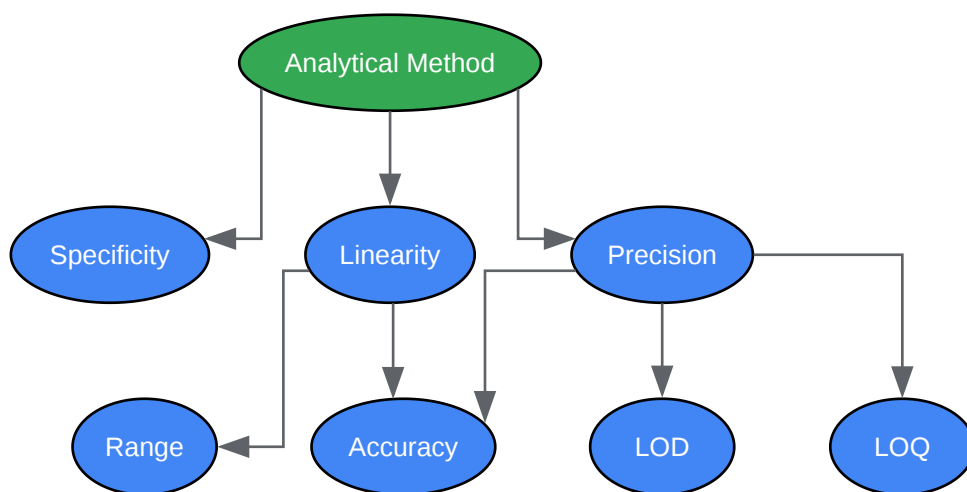 Analytical Method
Specificity
Linearity
Precision
Range
Accuracy
LOD
LOQ